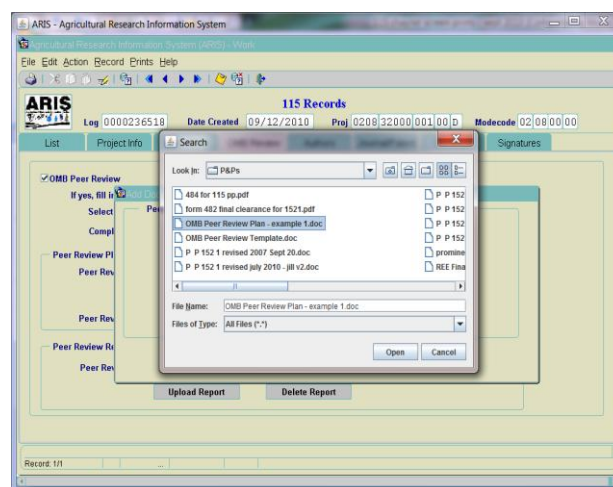 ARIS - Agricultural Research Information System
Agricultural Research Information System (ARIS) - Work
File Edit Action Record Prints Help
ARIS
115 Records
Log 0000236518 Date Created 09/12/2010 Proj 0208 32000 001 00 D Modecode 02 08 00 00
List Project Info Signatures
Search
Look In: P&Ps
484 for 115 pp.pdf
form 482 final clearance for 1521.pdf
OMB Peer Review Plan - example 1.doc
OMB Peer Review Template.doc
P P 152 1 revised 2007 Sept 20.doc
P P 152 1 revised july 2010 - jill v2.doc
P P 152
P P 152
P P 152
P P 152
promine
REE Fina
File Name: OMB Peer Review Plan - example 1.doc
Files of Type: All Files (*.*)
Open Cancel
OMB Peer Review
If yes, fill in
Add Doc
Select
Pe
Compl
Peer Review Pl
Peer Rev
Peer Rev
Peer Review Re
Peer Rev
Upload Report Delete Report
Record: 1/1 ...